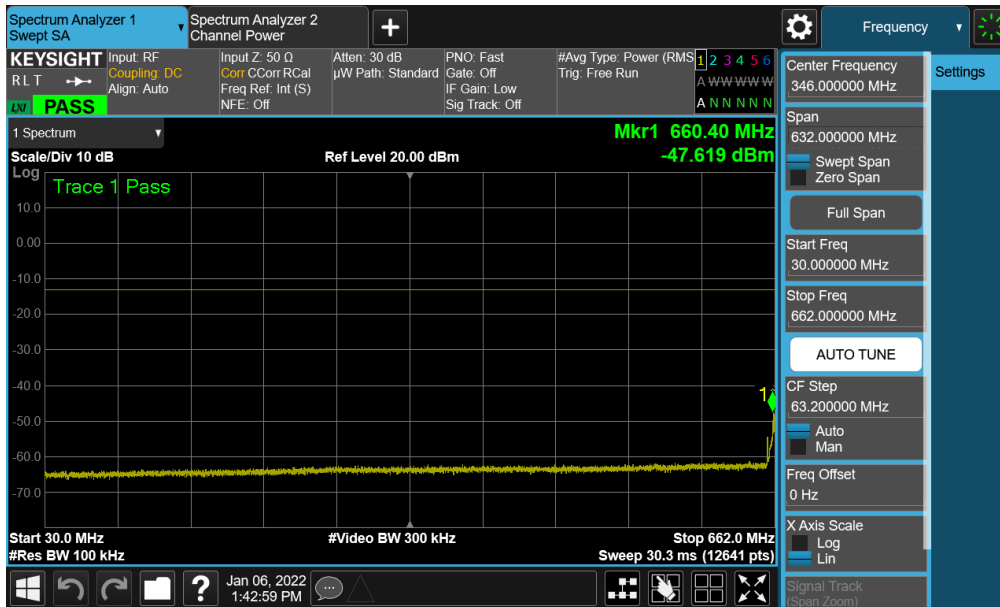 Spectrum Analyzer 1
Swept SA
Spectrum Analyzer 2
Channel Power
+
Frequency
KEYSIGHT
R L T
LXI PASS
Input: RF
Coupling: DC
Align: Auto
Input Z: 50 Ω
Corr CCorr RCal
Freq Ref: Int (S)
NFE: Off
Atten: 30 dB
µW Path: Standard
PNO: Fast
Gate: Off
IF Gain: Low
Sig Track: Off
#Avg Type: Power (RMS
Trig: Free Run
1 2 3 4 5 6
A W W W W W
A N N N N N
1 Spectrum
Scale/Div 10 dB
Log
Ref Level 20.00 dBm
Mkr1 660.40 MHz
-47.619 dBm
Trace 1 Pass
10.0
0.00
-10.0
-20.0
-30.0
-40.0
-50.0
-60.0
-70.0
1
Start 30.0 MHz
#Res BW 100 kHz
#Video BW 300 kHz
Stop 662.0 MHz
Sweep 30.3 ms (12641 pts)
Center Frequency
346.000000 MHz
Span
632.000000 MHz
Swept Span
Zero Span
Full Span
Start Freq
30.000000 MHz
Stop Freq
662.000000 MHz
AUTO TUNE
CF Step
63.200000 MHz
Auto
Man
Freq Offset
0 Hz
X Axis Scale
Log
Lin
Signal Track
(Span Zoom)
Settings
?
Jan 06, 2022
1:42:59 PM